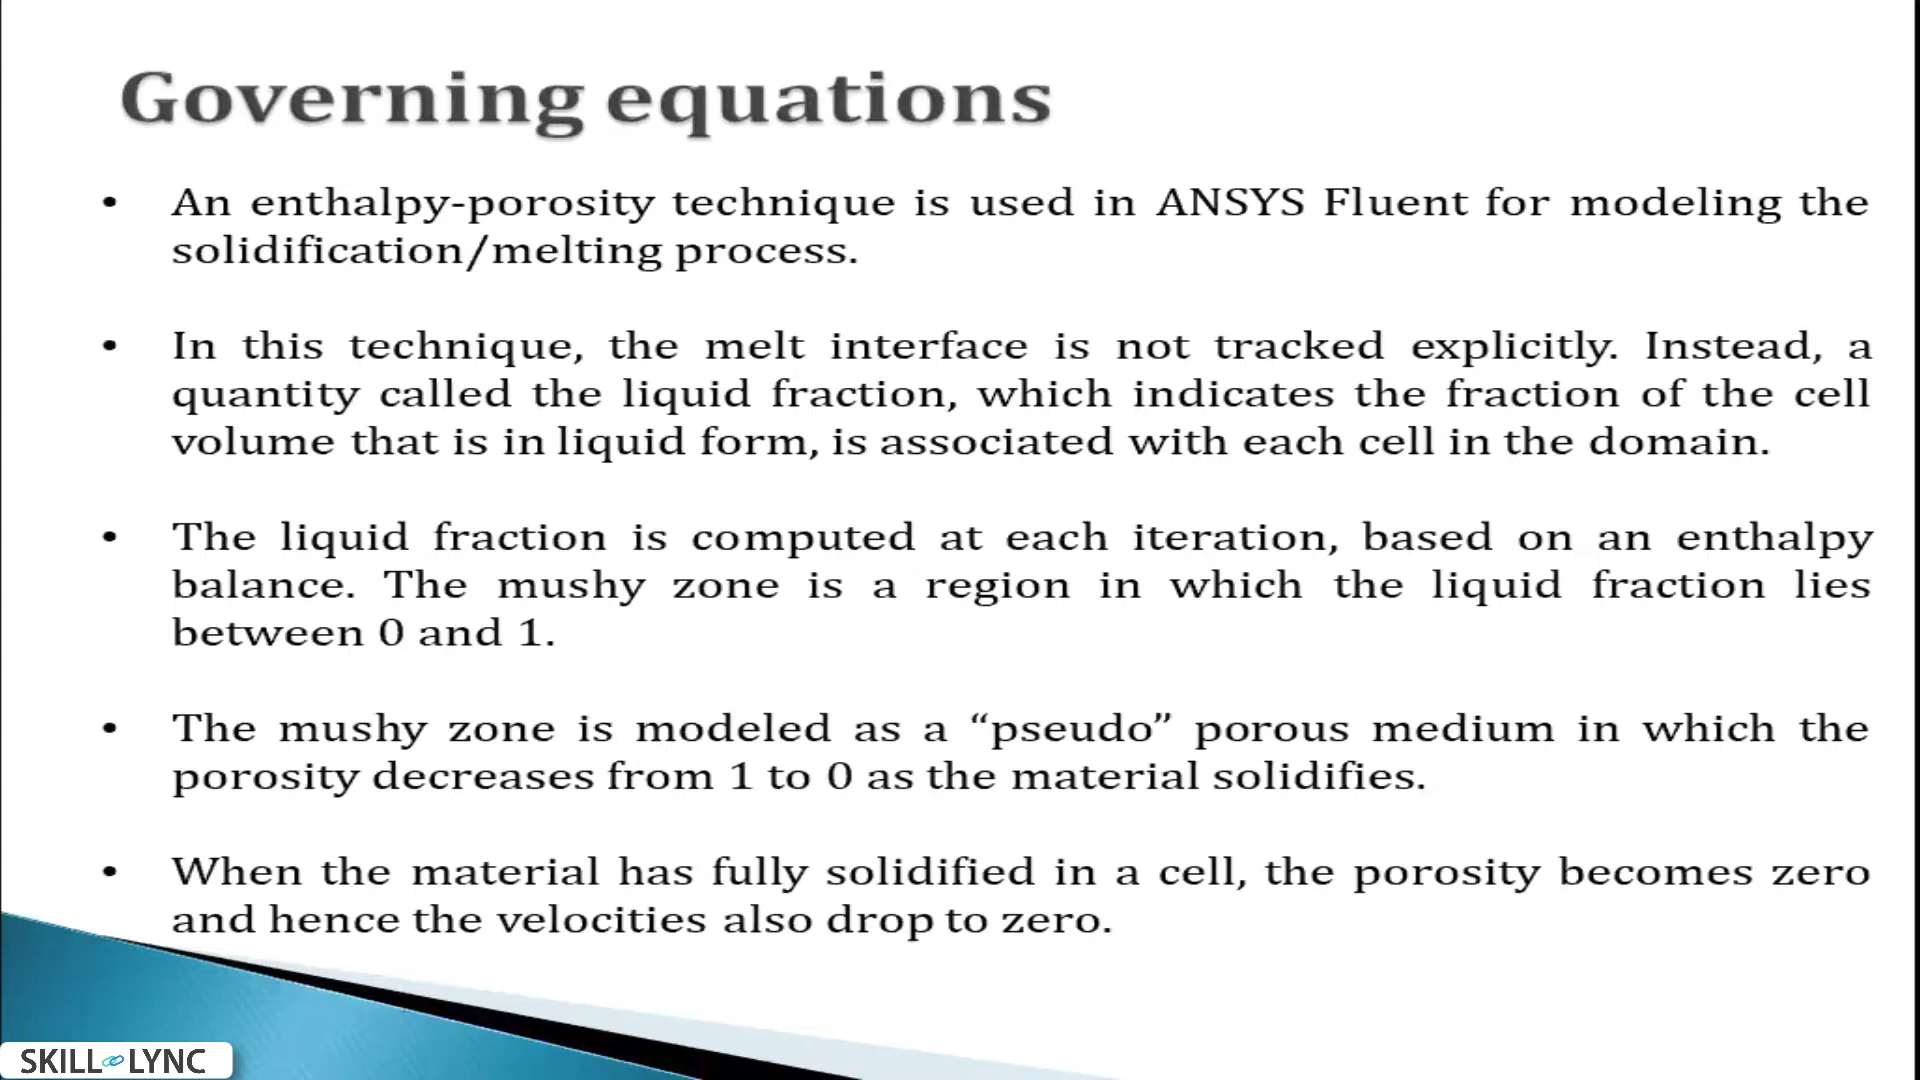 Governing equations
• An enthalpy-porosity technique is used in ANSYS Fluent for modeling the
solidification/melting process.
• In this technique, the melt interface is not tracked explicitly. Instead, a
quantity called the liquid fraction, which indicates the fraction of the cell
volume that is in liquid form, is associated with each cell in the domain.
• The liquid fraction is computed at each iteration, based on an enthalpy
balance. The mushy zone is a region in which the liquid fraction lies
between 0 and 1.
• The mushy zone is modeled as a “pseudo” porous medium in which the
porosity decreases from 1 to 0 as the material solidifies.
• When the material has fully solidified in a cell, the porosity becomes zero
and hence the velocities also drop to zero.
SKILL LYNC